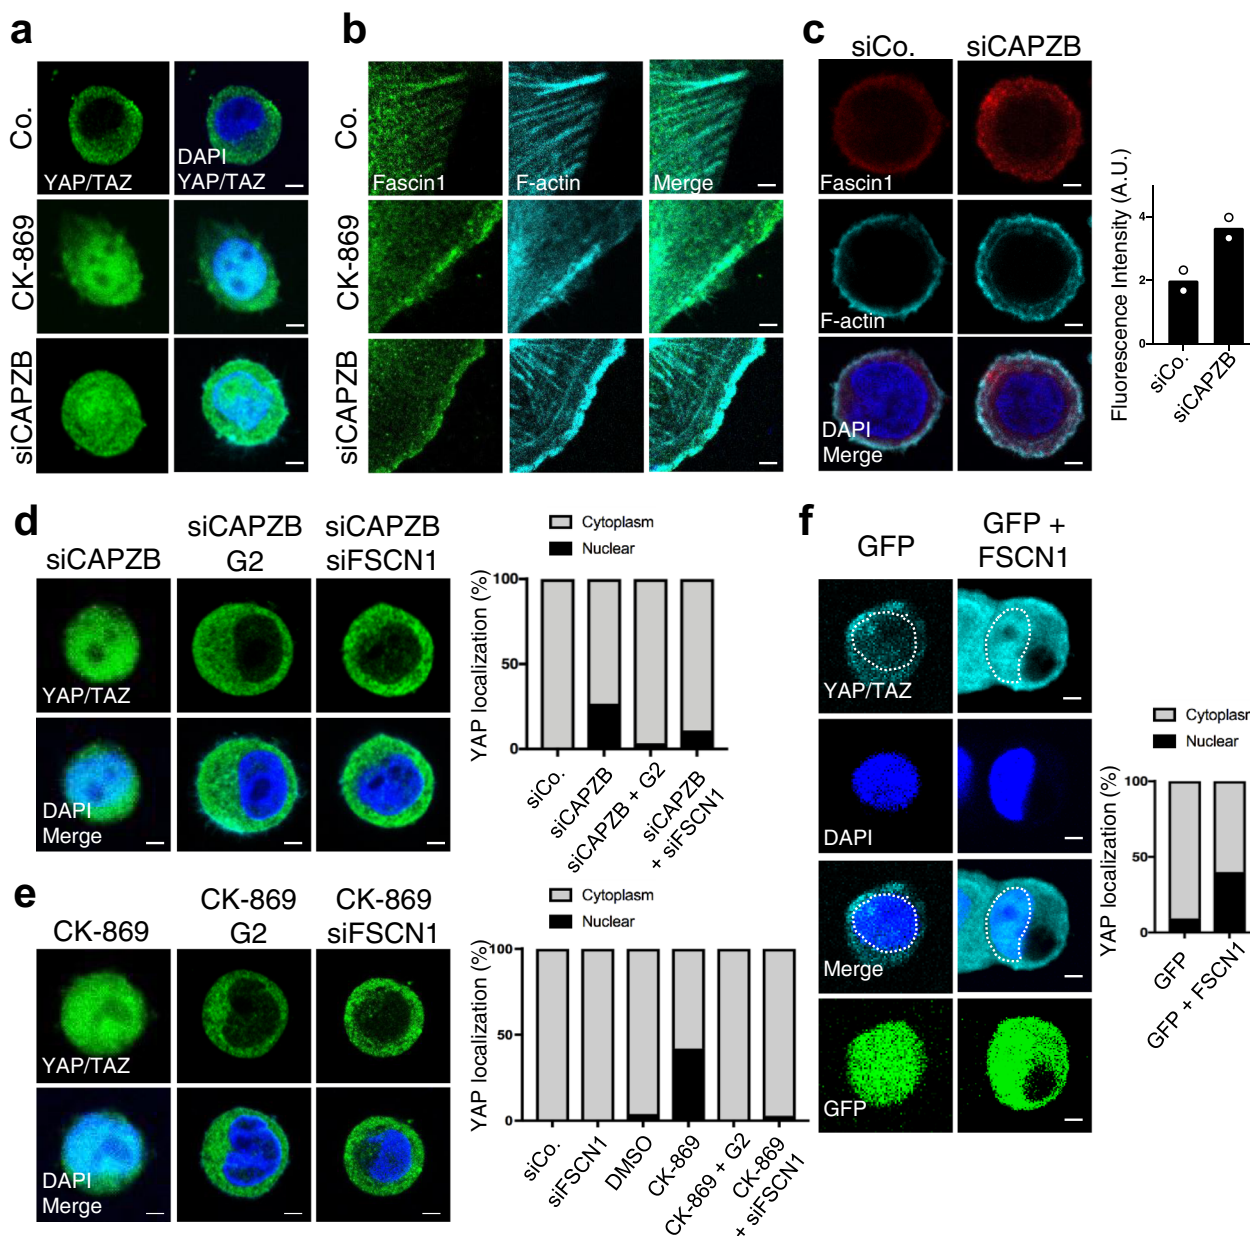 a
Co.
CK-869
siCAPZB
YAP/TAZ
DAPI
YAP/TAZ
b
Co.
CK-869
siCAPZB
Fascin1
F-actin
Merge
c
siCo.
siCAPZB
Fascin1
F-actin
DAPI
Merge
Fluorescence Intensity (A.U.)
4
2
0
siCo.
siCAPZB
d
siCAPZB
siCAPZB
G2
siCAPZB
siFSCN1
YAP/TAZ
DAPI
Merge
Cytoplasm
Nuclear
YAP localization (%)
100
50
0
siCo.
siCAPZB
siCAPZB + G2
siCAPZB
+ siFSCN1
e
CK-869
CK-869
G2
CK-869
siFSCN1
YAP/TAZ
DAPI
Merge
Cytoplasm
Nuclear
YAP localization (%)
100
50
0
siCo.
siFSCN1
DMSO
CK-869
CK-869 + G2
CK-869
+ siFSCN1
f
GFP
GFP +
FSCN1
YAP/TAZ
DAPI
Merge
GFP
Cytoplasm
Nuclear
YAP localization (%)
100
50
0
GFP
GFP + FSCN1